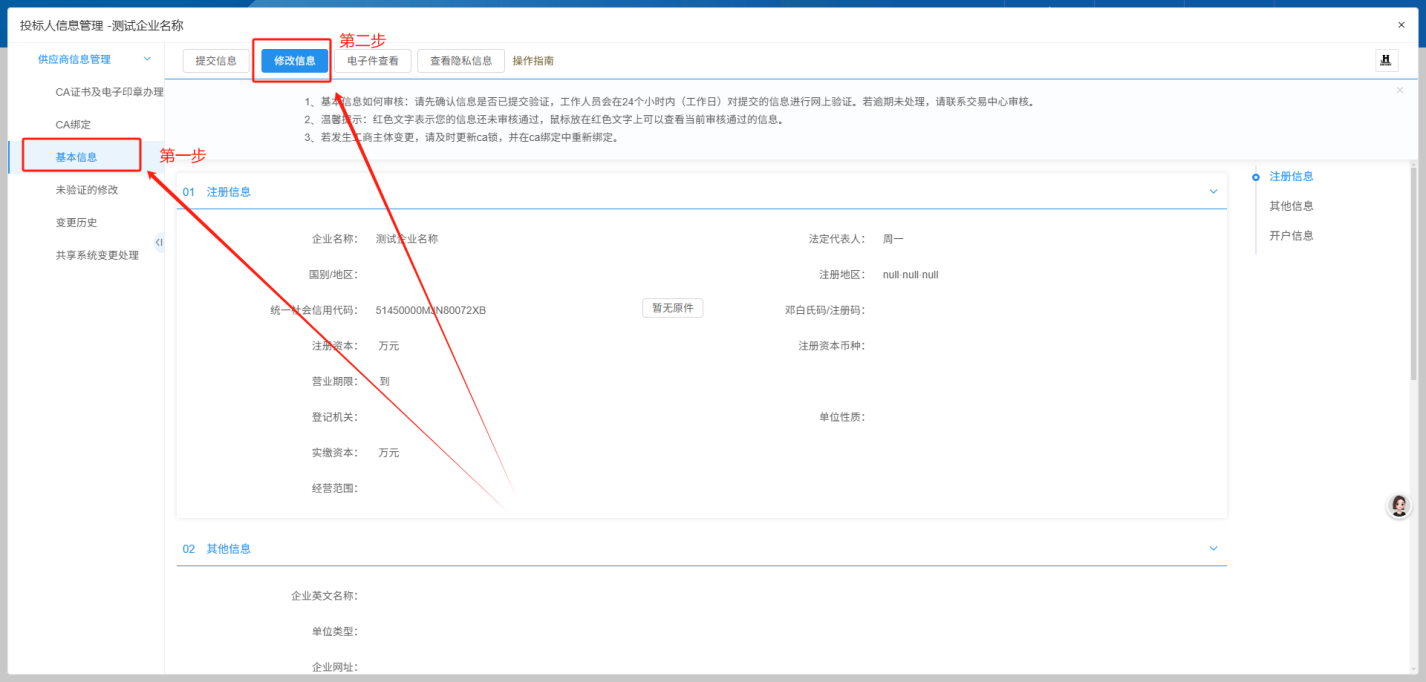 投标人信息管理 -测试企业名称
×
第二步
供应商信息管理
提交信息 修改信息 电子件查看 查看隐私信息 操作指南
CA证书及电子印章办理
CA绑定
第一步
基本信息
未验证的修改
变更历史
共享系统变更处理
1、基本信息如何审核：请先确认信息是否已提交验证，工作人员会在24个小时内（工作日）对提交的信息进行网上验证。若逾期未处理，请联系交易中心审核。
2、温馨提示：红色文字表示您的信息还未审核通过，鼠标放在红色文字上可以查看当前审核通过的信息。
3、若发生工商主体变更，请及时更新ca锁，并在ca绑定中重新绑定。
01 注册信息
企业名称： 测试企业名称 法定代表人： 周一
国别/地区： 注册地区： null·null·null
统一社会信用代码： 51450000MJN80072XB 暂无原件 邓白氏码/注册码：
注册资本： 万元 注册资本币种：
营业期限： 到
登记机关： 单位性质：
实缴资本： 万元
经营范围：
02 其他信息
企业英文名称：
单位类型：
企业网址：
注册信息
其他信息
开户信息